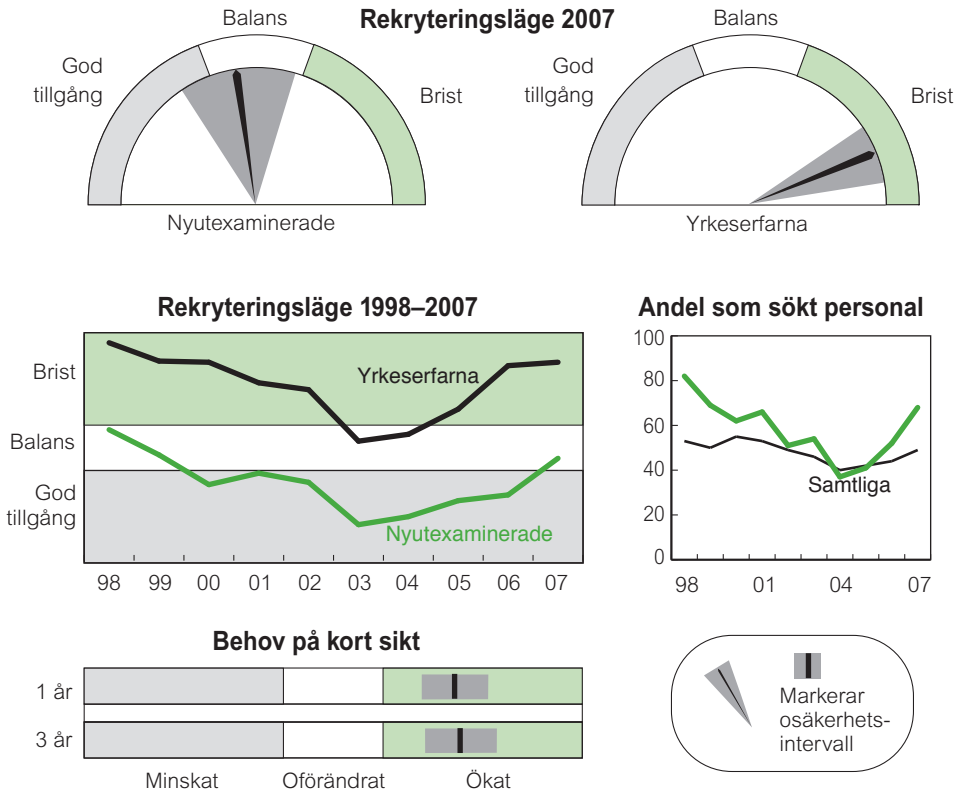 Rekryteringsläge 2007
Balans
God
tillgång
Brist
Nyutexaminerade
Balans
God
tillgång
Brist
Yrkeserfarna
Rekryteringsläge 1998–2007
Brist
Balans
God
tillgång
Yrkeserfarna
Nyutexaminerade
98 99 00 01 02 03 04 05 06 07
Andel som sökt personal
100
80
60
40
20
0
Samtliga
98 01 04 07
Behov på kort sikt
1 år
3 år
Minskat Oförändrat Ökat
Markerar
osäkerhets-
intervall